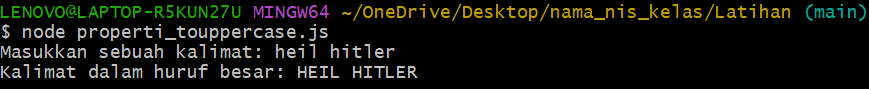 LENOVO@LAPTOP-R5KUN27U MINGW64 ~/OneDrive/Desktop/nama_nis_kelas/Latihan (main)
$ node properti_touppercase.js
Masukkan sebuah kalimat: heil hitler
Kalimat dalam huruf besar: HEIL HITLER